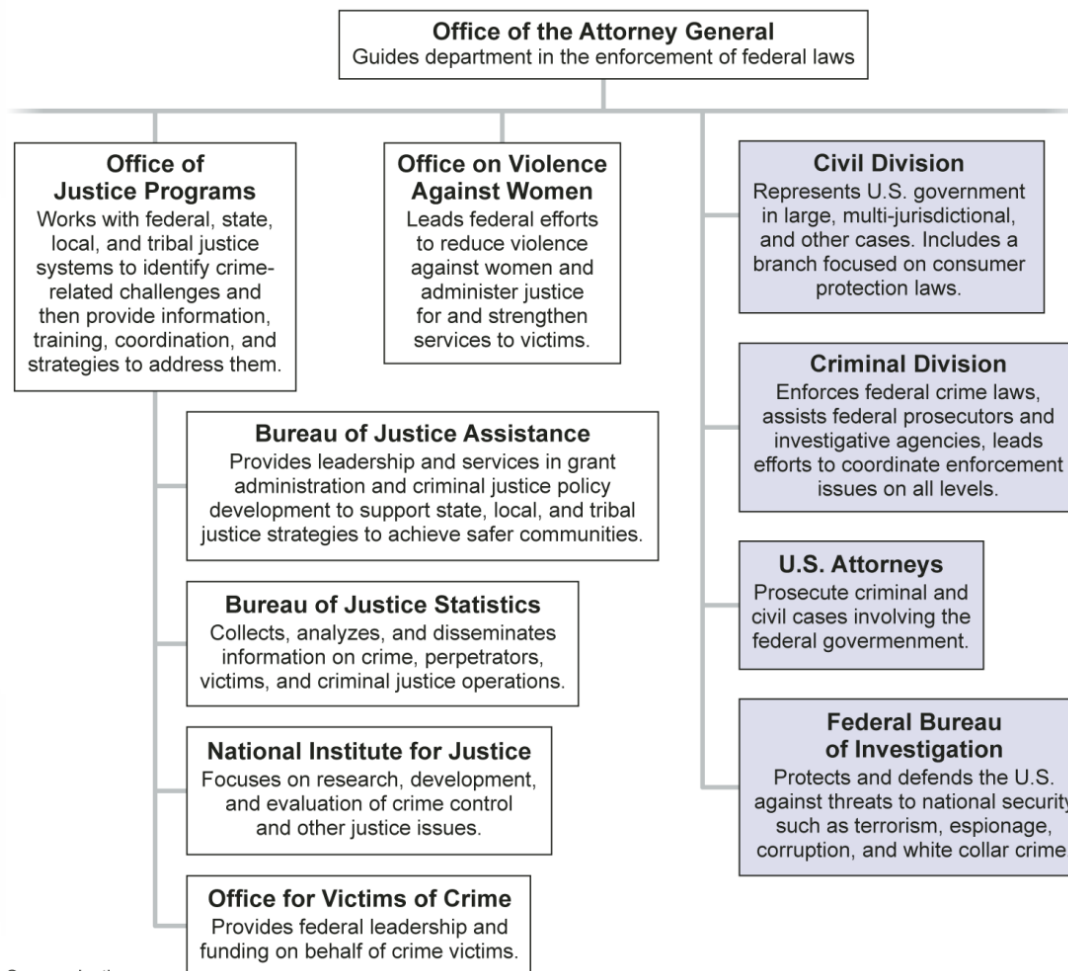 Office of the Attorney General
Guides department in the enforcement of federal laws
Office of
Justice Programs
Works with federal, state,
local, and tribal justice
systems to identify crime-
related challenges and
then provide information,
training, coordination, and
strategies to address them.
Office on Violence
Against Women
Leads federal efforts
to reduce violence
against women and
administer justice
for and strengthen
services to victims.
Civil Division
Represents U.S. government
in large, multi-jurisdictional,
and other cases. Includes a
branch focused on consumer
protection laws.
Criminal Division
Enforces federal crime laws,
assists federal prosecutors and
investigative agencies, leads
efforts to coordinate enforcement
issues on all levels.
Bureau of Justice Assistance
Provides leadership and services in grant
administration and criminal justice policy
development to support state, local, and tribal
justice strategies to achieve safer communities.
U.S. Attorneys
Prosecute criminal and
civil cases involving the
federal govermenment.
Bureau of Justice Statistics
Collects, analyzes, and disseminates
information on crime, perpetrators,
victims, and criminal justice operations.
Federal Bureau
of Investigation
Protects and defends the U.S.
against threats to national security
such as terrorism, espionage,
corruption, and white collar crime
National Institute for Justice
Focuses on research, development,
and evaluation of crime control
and other justice issues.
Office for Victims of Crime
Provides federal leadership and
funding on behalf of crime victims.